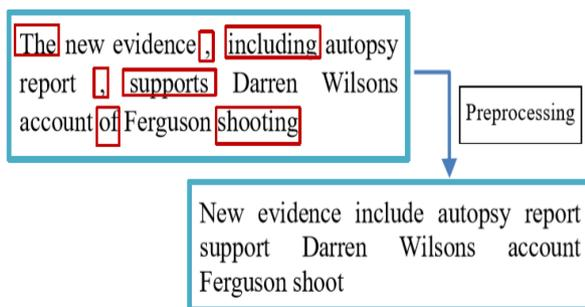 The new evidence , including autopsy
report , supports Darren Wilsons
account of Ferguson shooting
Preprocessing
New evidence include autopsy report
support Darren Wilsons account
Ferguson shoot